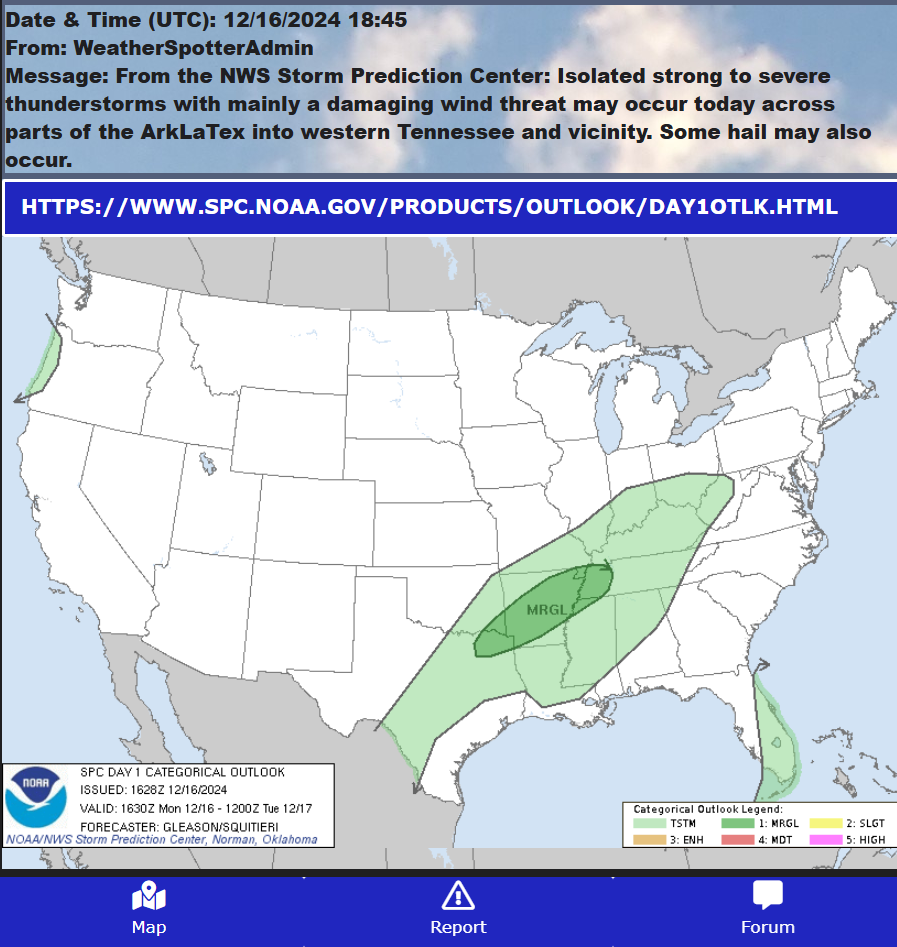 Date & Time (UTC): 12/16/2024 18:45
From: WeatherSpotterAdmin
Message: From the NWS Storm Prediction Center: Isolated strong to severe
thunderstorms with mainly a damaging wind threat may occur today across
parts of the ArkLaTex into western Tennessee and vicinity. Some hail may also
occur.
HTTPS://WWW.SPC.NOAA.GOV/PRODUCTS/OUTLOOK/DAY1OTLK.HTML
MRGL
NOAA
SPC DAY 1 CATEGORICAL OUTLOOK
ISSUED: 1628Z 12/16/2024
VALID: 1630Z Mon 12/16 - 1200Z Tue 12/17
FORECASTER: GLEASON/SQUITIERI
NOAA/NWS Storm Prediction Center, Norman, Oklahoma
Categorical Outlook Legend:
TSTM 1: MRGL 2: SLGT
3: ENH 4: MDT 5: HIGH
Map Report Forum